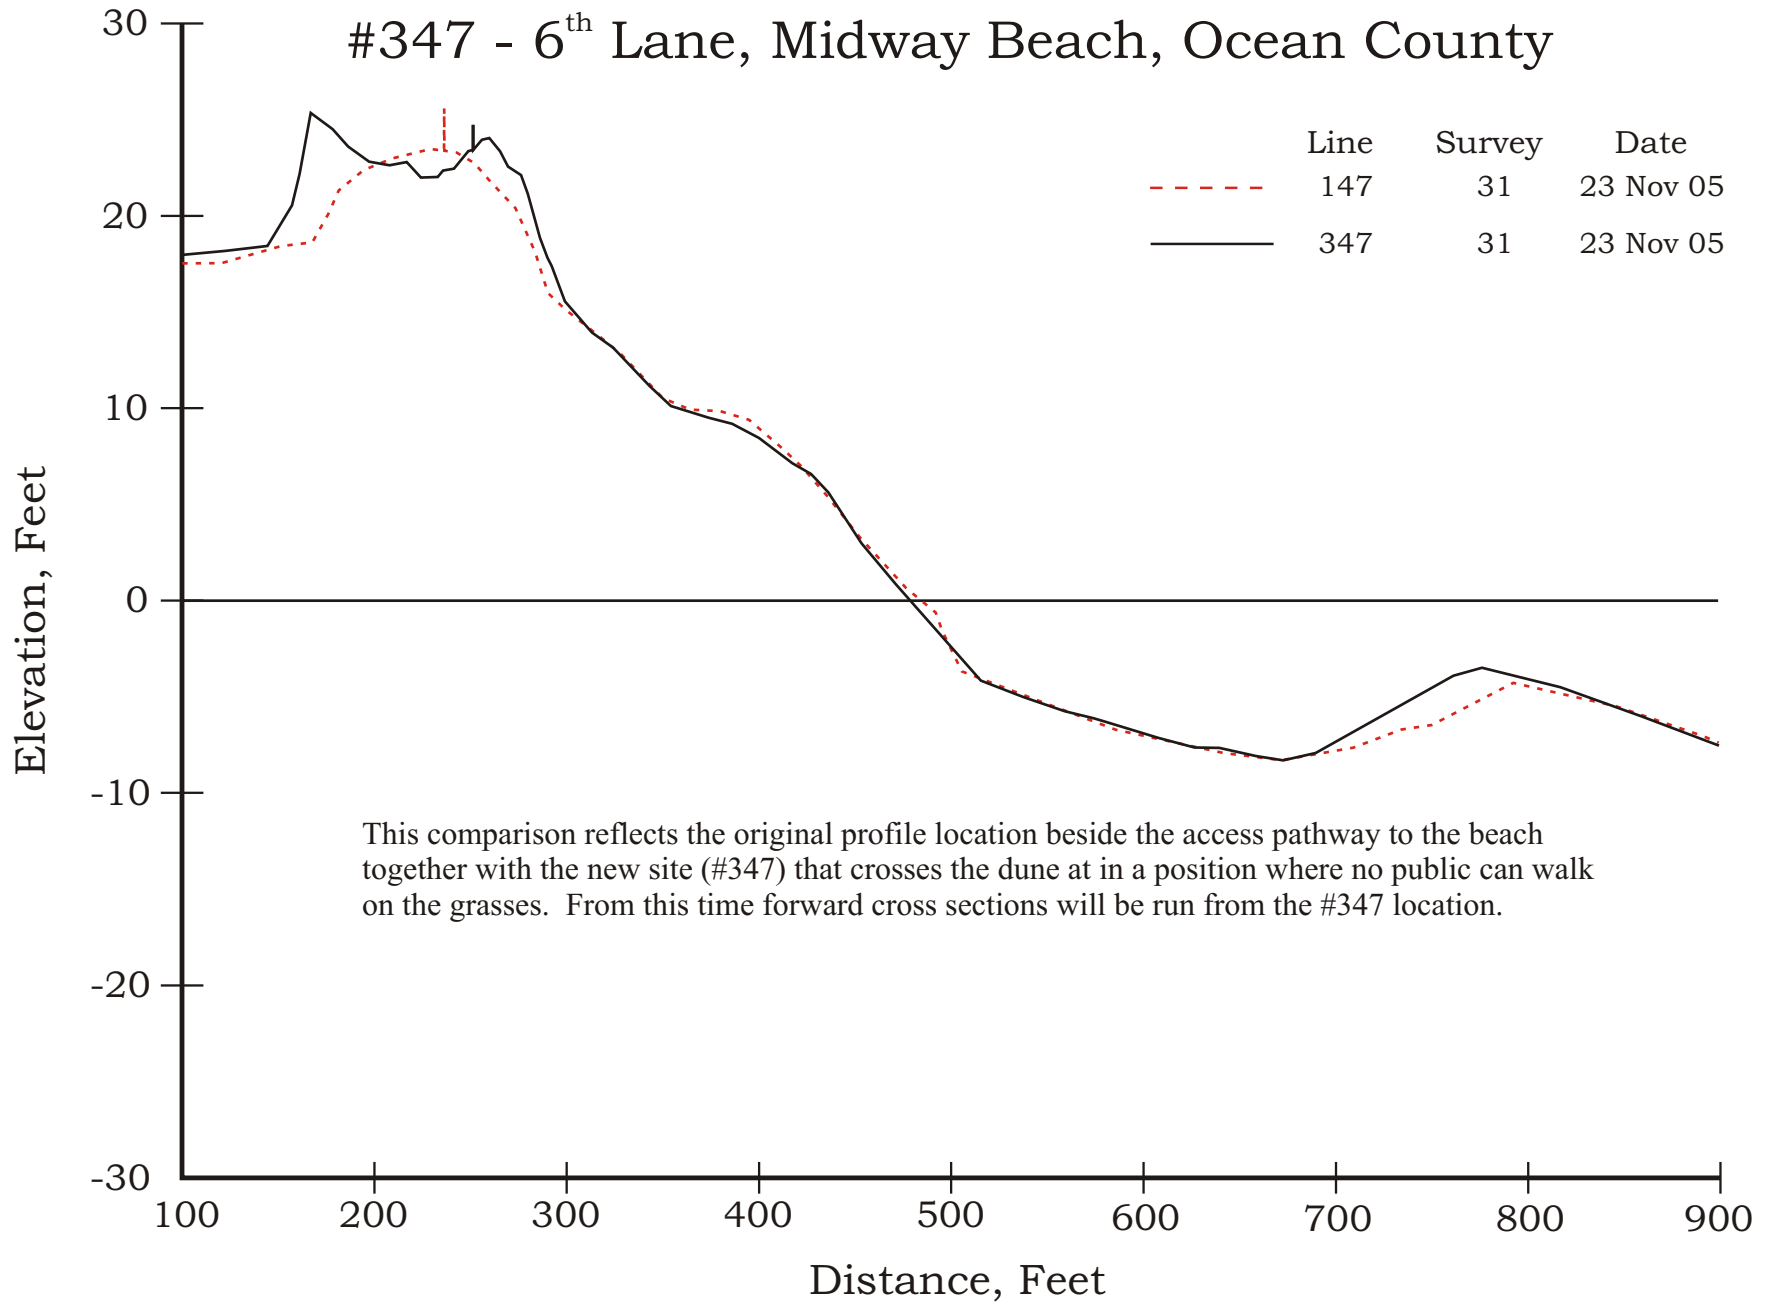 #347 - 6th Lane, Midway Beach, Ocean County
Line Survey Date
147 31 23 Nov 05
347 31 23 Nov 05
30
20
10
0
-10
-20
-30
Elevation, Feet
This comparison reflects the original profile location beside the access pathway to the beach
together with the new site (#347) that crosses the dune at in a position where no public can walk
on the grasses. From this time forward cross sections will be run from the #347 location.
100 200 300 400 500 600 700 800 900
Distance, Feet